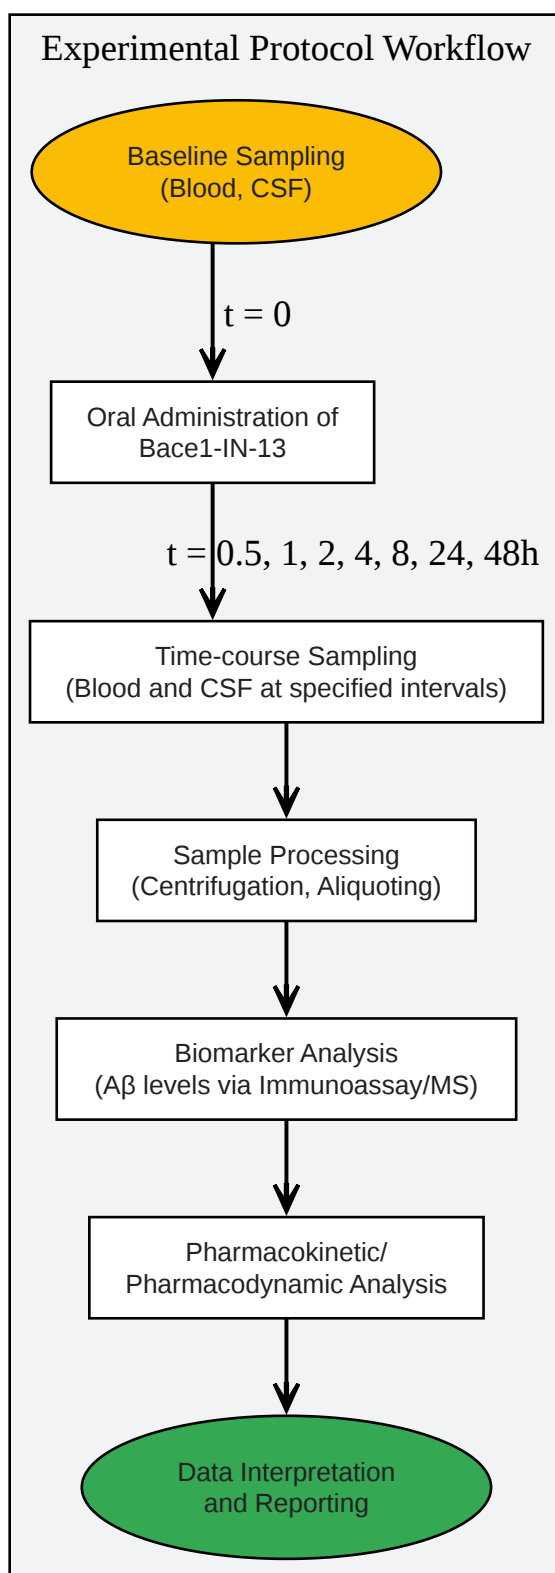 Experimental Protocol Workflow
Baseline Sampling
(Blood, CSF)
t = 0
Oral Administration of
Bace1-IN-13
t = 0.5, 1, 2, 4, 8, 24, 48h
Time-course Sampling
(Blood and CSF at specified intervals)
Sample Processing
(Centrifugation, Aliquoting)
Biomarker Analysis
(Aβ levels via Immunoassay/MS)
Pharmacokinetic/
Pharmacodynamic Analysis
Data Interpretation
and Reporting